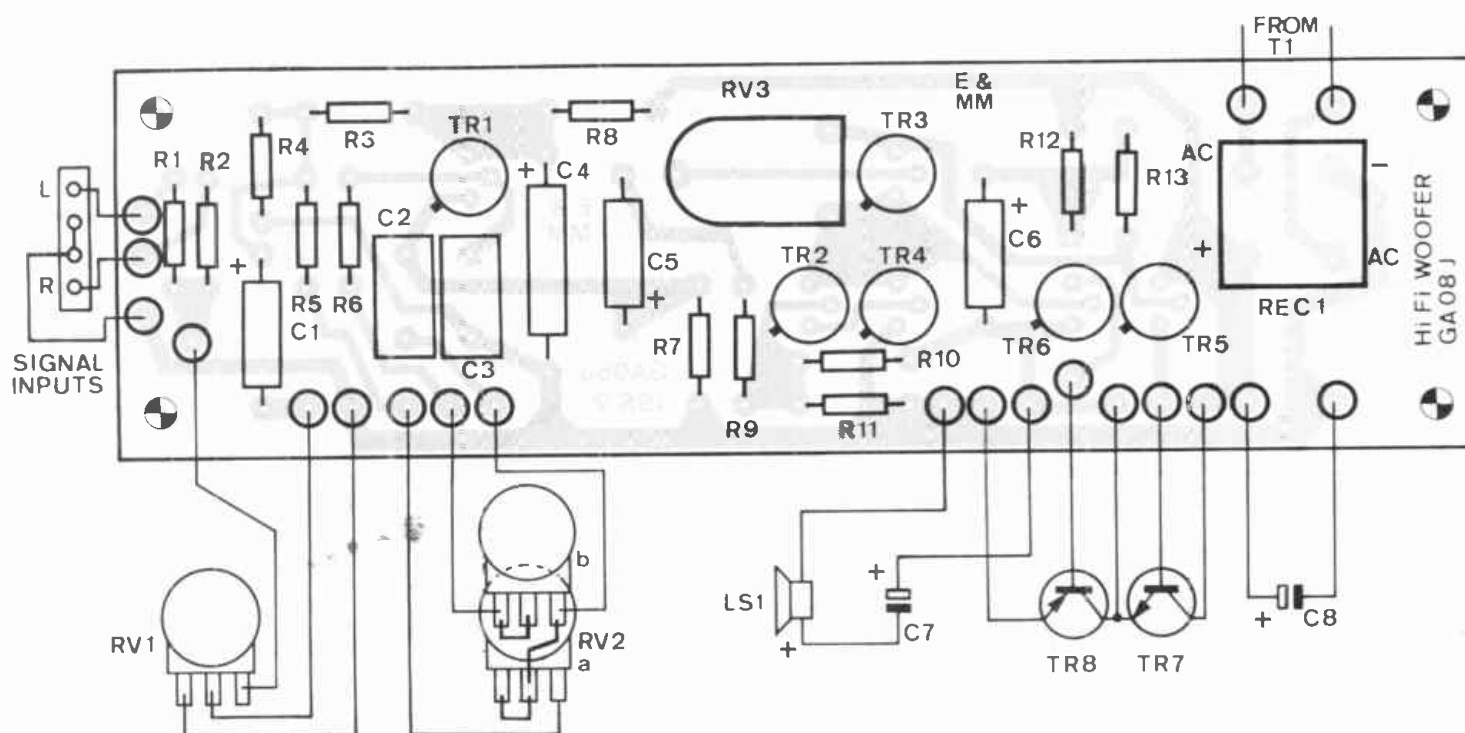 FROM
T1
E &
MM
RV3
R3
R8
TR1
TR3
R4
R12
R1
R2
AC
−
R13
L
+
C4
C2
+
C6
+
AC
R
+
TR2
TR4
C5
+
R5
R6
C1
REC1
R7
R10
TR6
TR5
C3
SIGNAL
INPUTS
R9
R11
HiFi WOOFER
GA08J
b
RV1
RV2
a
LS1
+
+
C7
TR8
TR7
+
C8